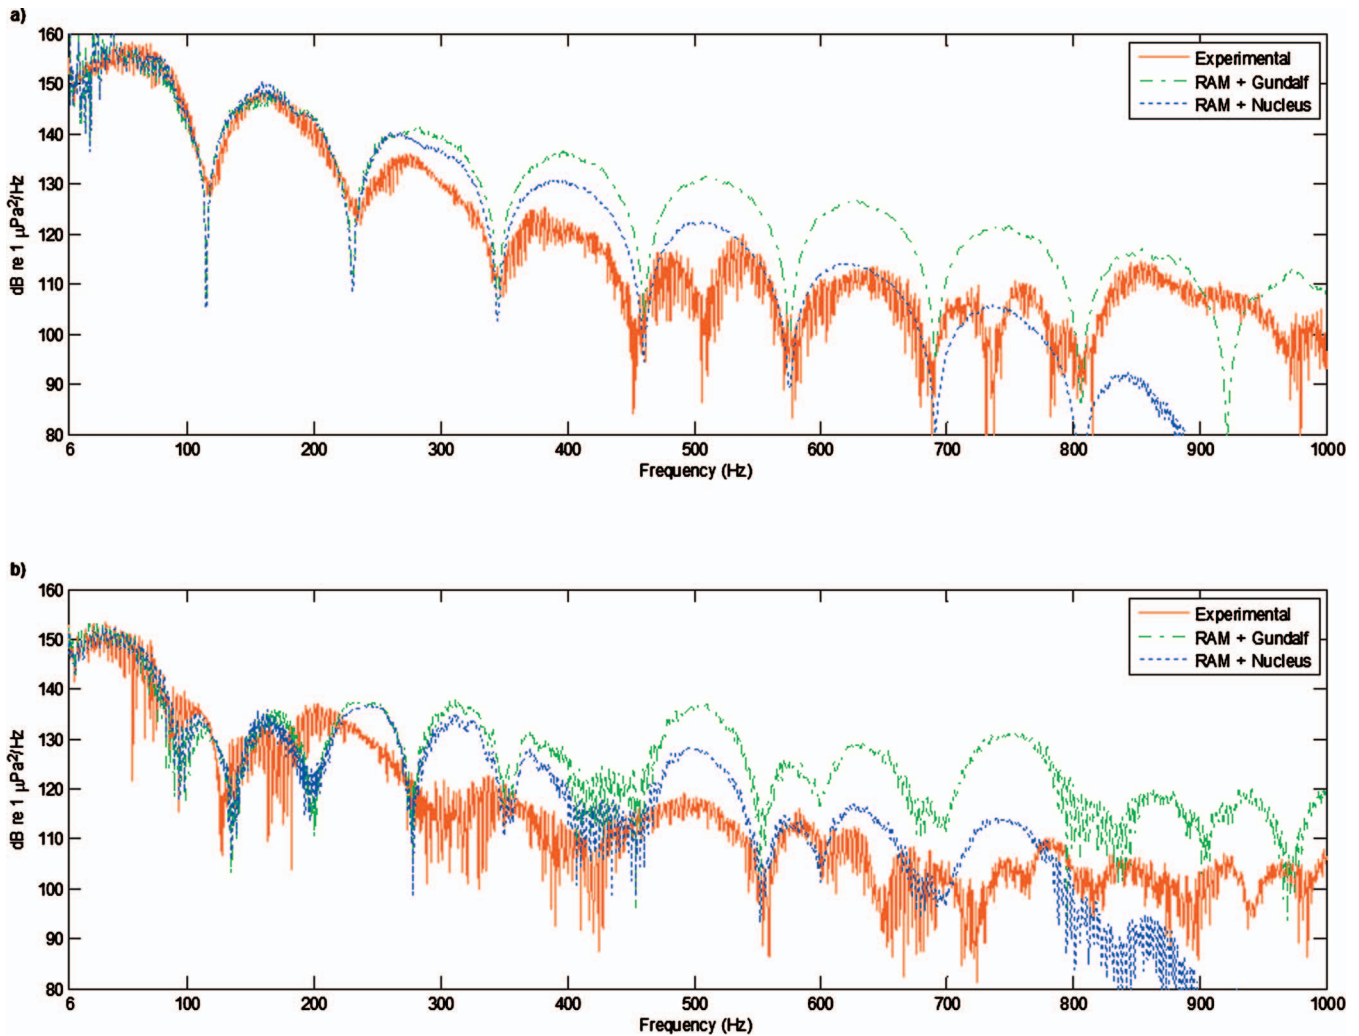 a)
160
150
140
130
120
110
100
90
80
dB re 1 µPa²/Hz
Experimental
RAM + Gundalf
RAM + Nucleus
6 100 200 300 400 500 600 700 800 900 1000
Frequency (Hz)
b)
160
150
140
130
120
110
100
90
80
dB re 1 µPa²/Hz
Experimental
RAM + Gundalf
RAM + Nucleus
6 100 200 300 400 500 600 700 800 900 1000
Frequency (Hz)